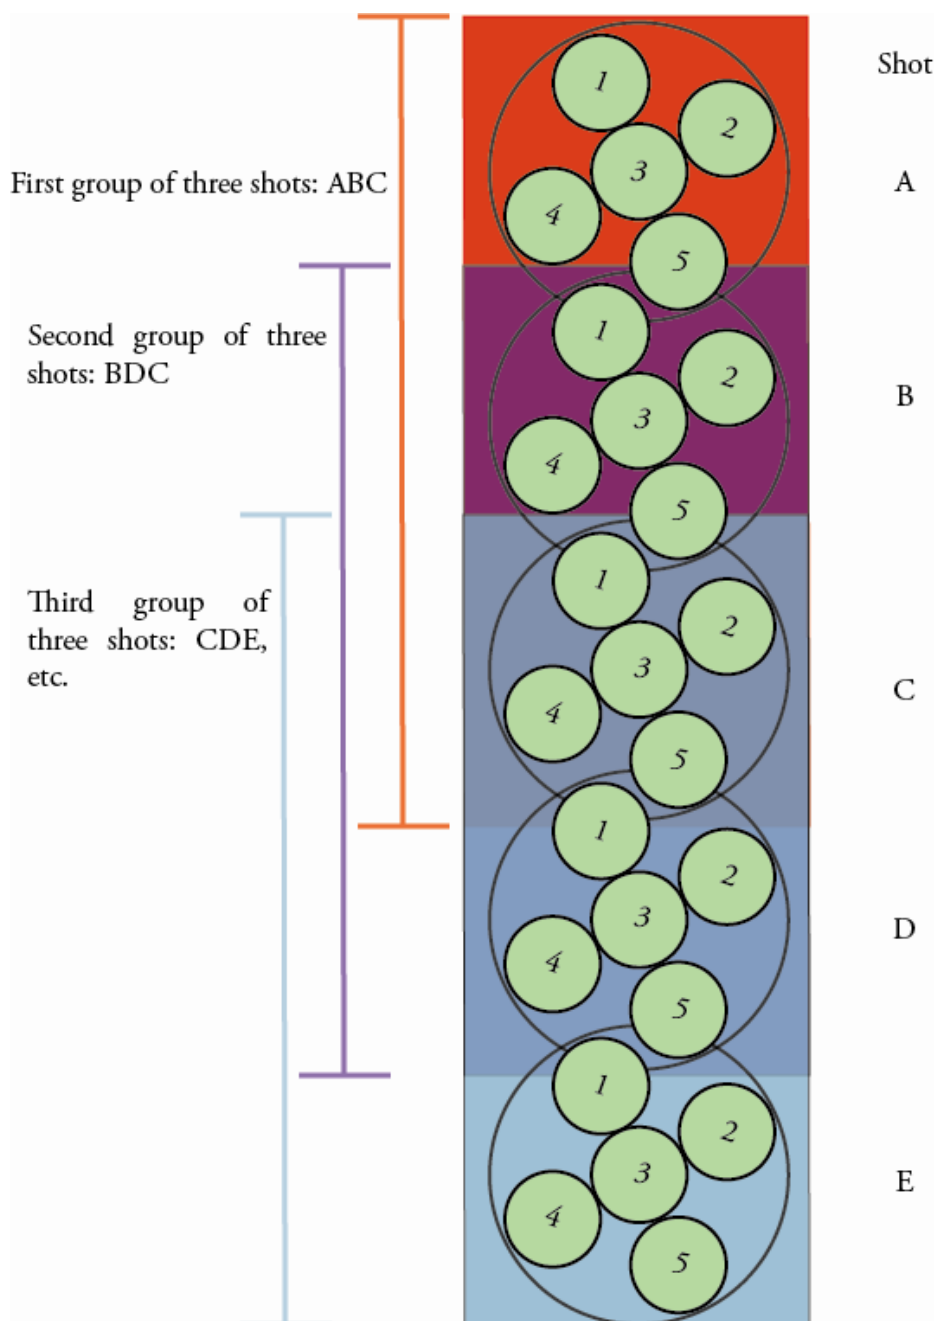 Shot
1
2
First group of three shots: ABC
3
A
4
5
Second group of three
shots: BDC
1
2
B
3
4
5
Third group of
three shots: CDE,
etc.
1
2
3
C
4
5
1
2
3
D
4
5
1
2
3
E
4
5